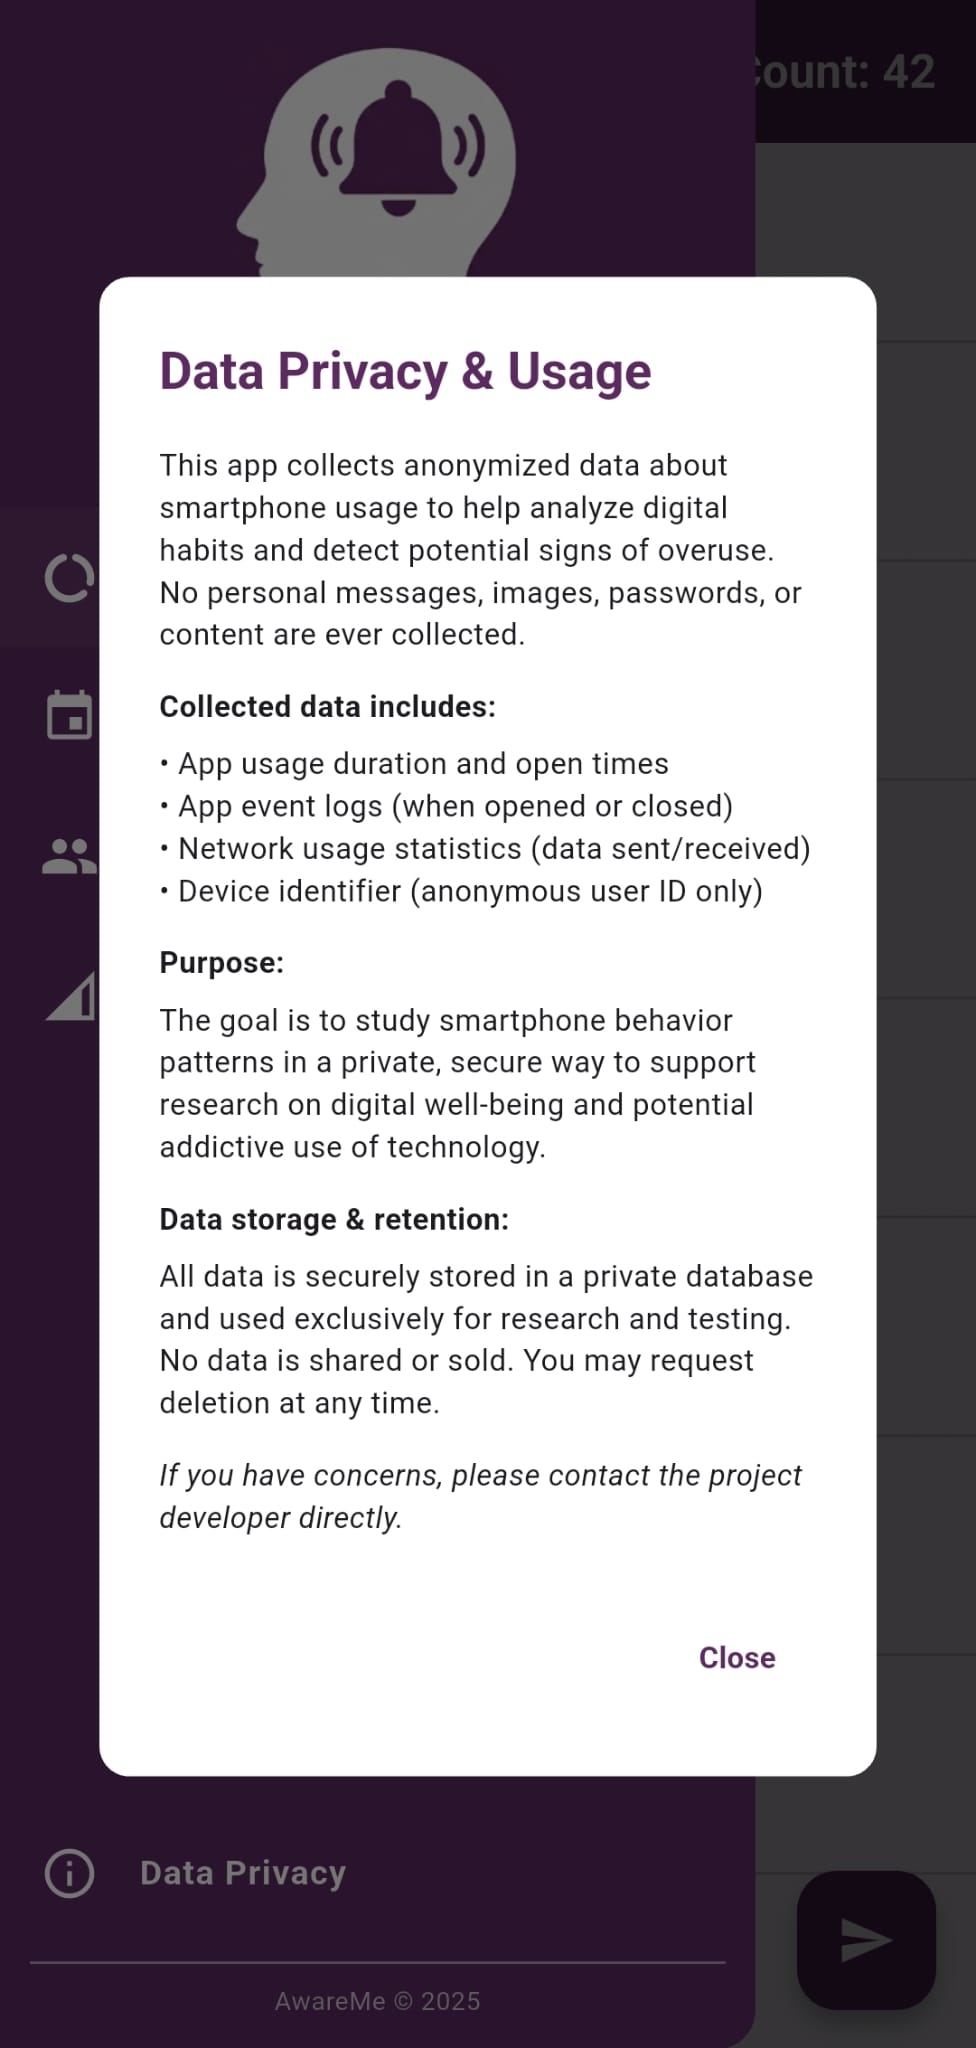 Count: 42
Data Privacy & Usage
This app collects anonymized data about
smartphone usage to help analyze digital
habits and detect potential signs of overuse.
No personal messages, images, passwords, or
content are ever collected.
Collected data includes:
• App usage duration and open times
• App event logs (when opened or closed)
• Network usage statistics (data sent/received)
• Device identifier (anonymous user ID only)
Purpose:
The goal is to study smartphone behavior
patterns in a private, secure way to support
research on digital well-being and potential
addictive use of technology.
Data storage & retention:
All data is securely stored in a private database
and used exclusively for research and testing.
No data is shared or sold. You may request
deletion at any time.
If you have concerns, please contact the project
developer directly.
Close
Data Privacy
AwareMe © 2025